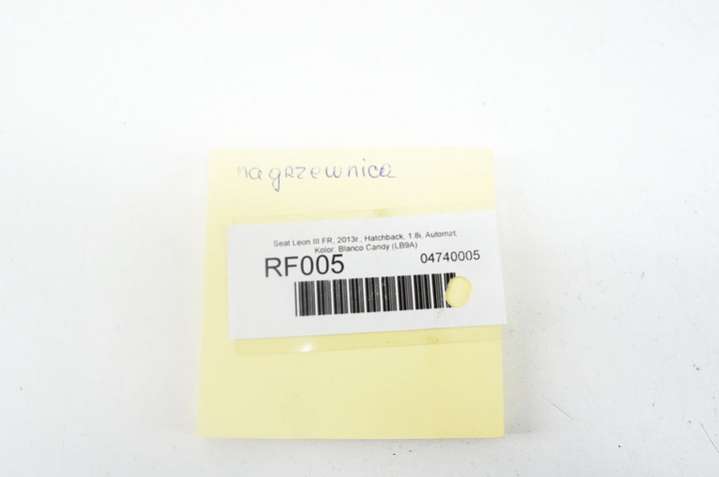 nagrzewnica
Seat Leon III FR, 2013r., Hatchback, 1.8i, Automat,
Kolor: Blanco Candy (LB9A)
RF005 04740005